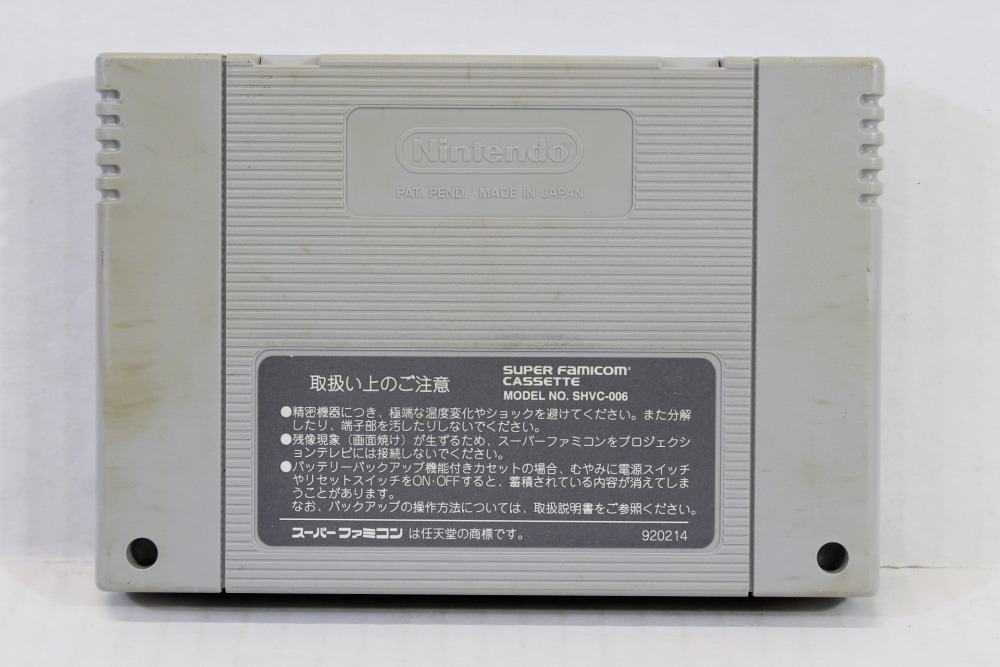 Nintendo
PAT. PEND. MADE IN JAPAN
取扱い上のご注意
SUPER FAMICOM
CASSETTE
MODEL NO. SHVC-006
●精密機器につき、極端な温度変化やショックを避けてください。また分解
したり、端子部を汚したりしないでください。
●残像現象（画面焼け）が生ずるため、スーパーファミコンをプロジェクシ
ョンテレビには接続しないでください。
●バッテリーバックアップ機能付きカセットの場合、むやみに電源スイッチ
やリセットスイッチをON·OFFすると、蓄積されている内容が消えてしま
うことがあります。
なお、バックアップの操作方法については、取扱説明書をご参照ください。
スーパーファミコン は任天堂の商標です。
920214